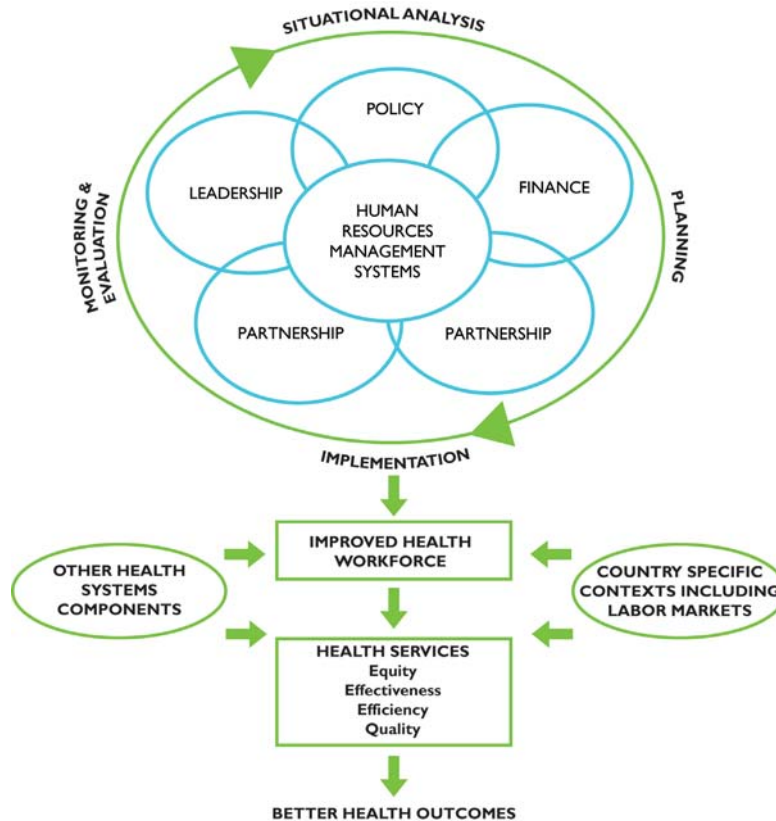 SITUATIONAL ANALYSIS
POLICY
LEADERSHIP
FINANCE
HUMAN
RESOURCES
MANAGEMENT
SYSTEMS
MONITORING &
EVALUATION
PLANNING
PARTNERSHIP
PARTNERSHIP
IMPLEMENTATION
IMPROVED HEALTH
WORKFORCE
OTHER HEALTH
SYSTEMS
COMPONENTS
COUNTRY SPECIFIC
CONTEXTS INCLUDING
LABOR MARKETS
HEALTH SERVICES
Equity
Effectiveness
Efficiency
Quality
BETTER HEALTH OUTCOMES